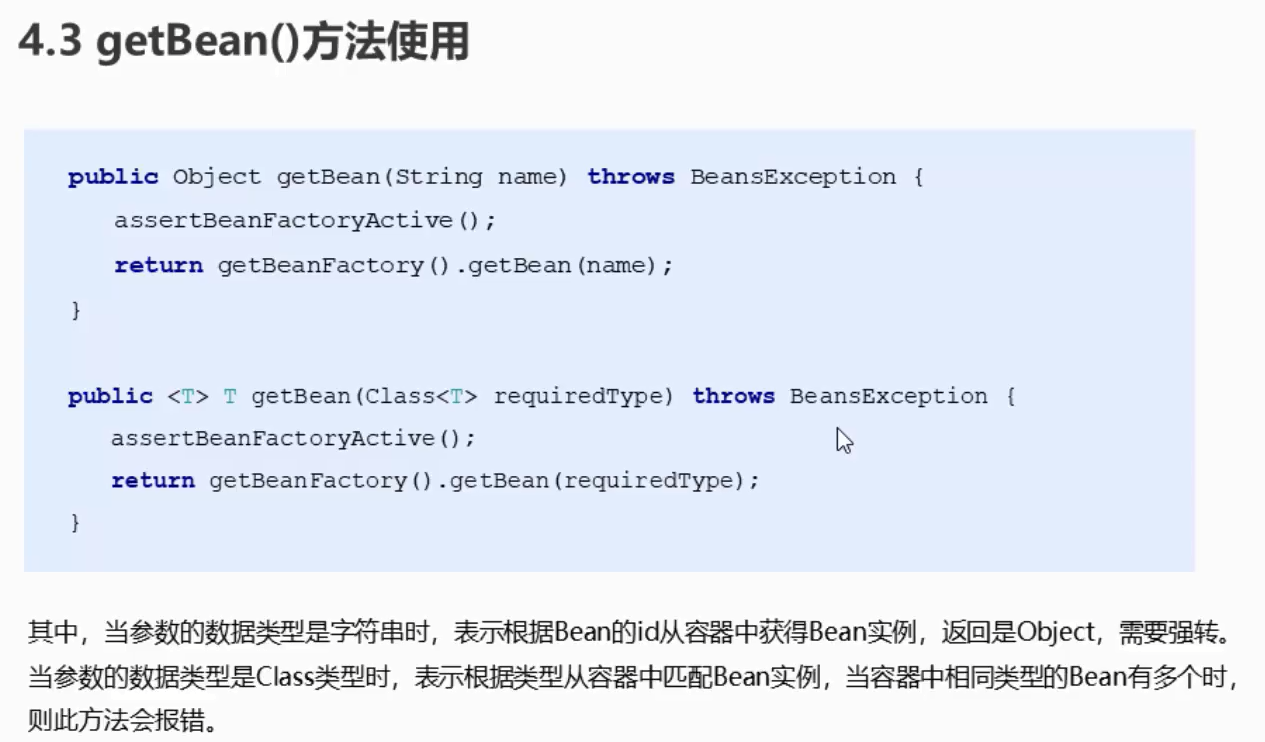 4.3 getBean()方法使用
public Object getBean(String name) throws BeansException {
assertBeanFactoryActive();
return getBeanFactory().getBean(name);
}
public <T> T getBean(Class<T> requiredType) throws BeansException {
assertBeanFactoryActive();
return getBeanFactory().getBean(requiredType);
}
其中，当参数的数据类型是字符串时，表示根据Bean的id从容器中获得Bean实例，返回是Object，需要强转。
当参数的数据类型是Class类型时，表示根据类型从容器中匹配Bean实例，当容器中相同类型的Bean有多个时，
则此方法会报错。